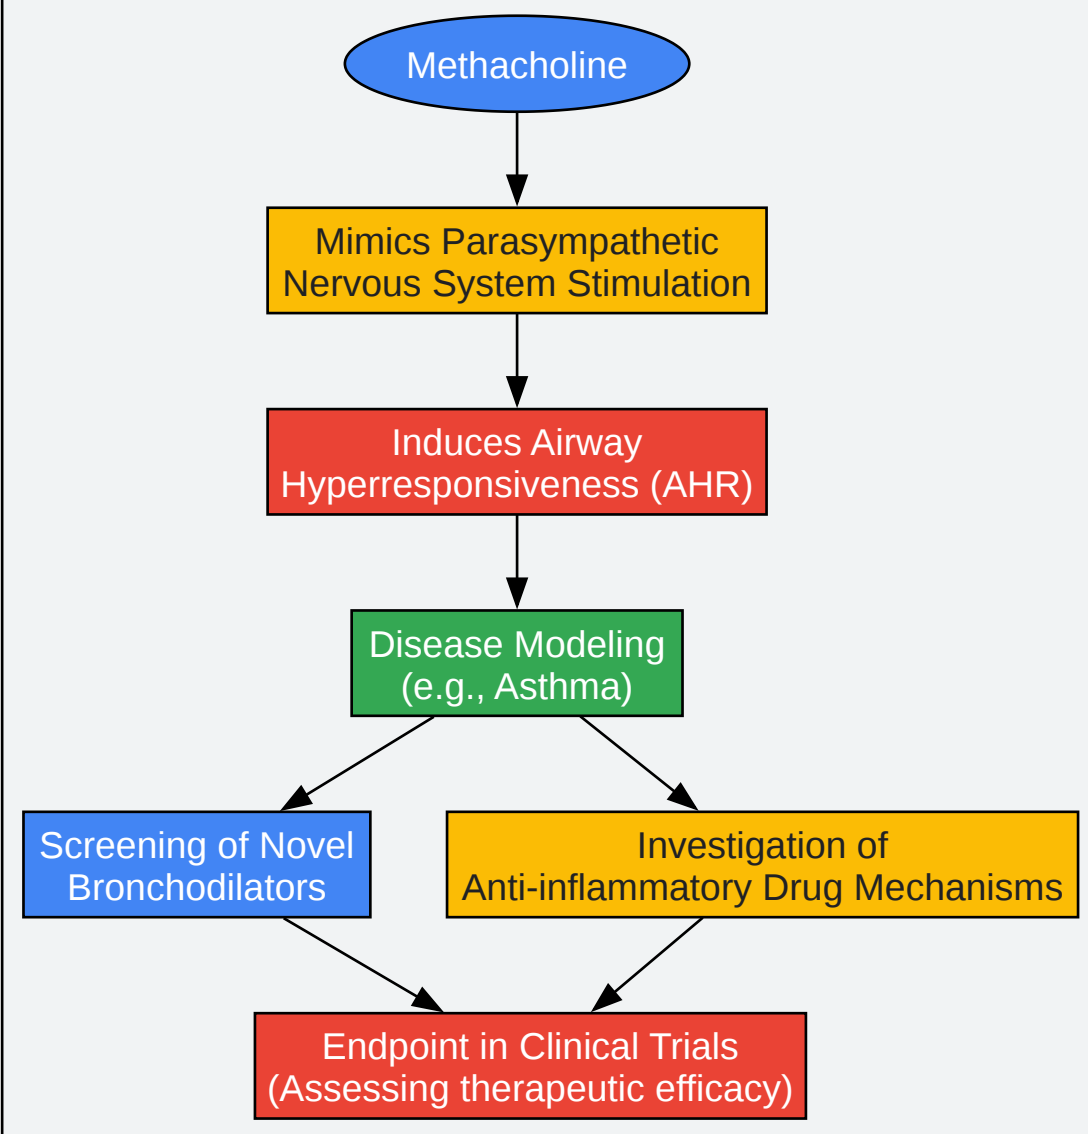 Methacholine
Mimics Parasympathetic
Nervous System Stimulation
Induces Airway
Hyperresponsiveness (AHR)
Disease Modeling
(e.g., Asthma)
Screening of Novel
Bronchodilators
Investigation of
Anti-inflammatory Drug Mechanisms
Endpoint in Clinical Trials
(Assessing therapeutic efficacy)